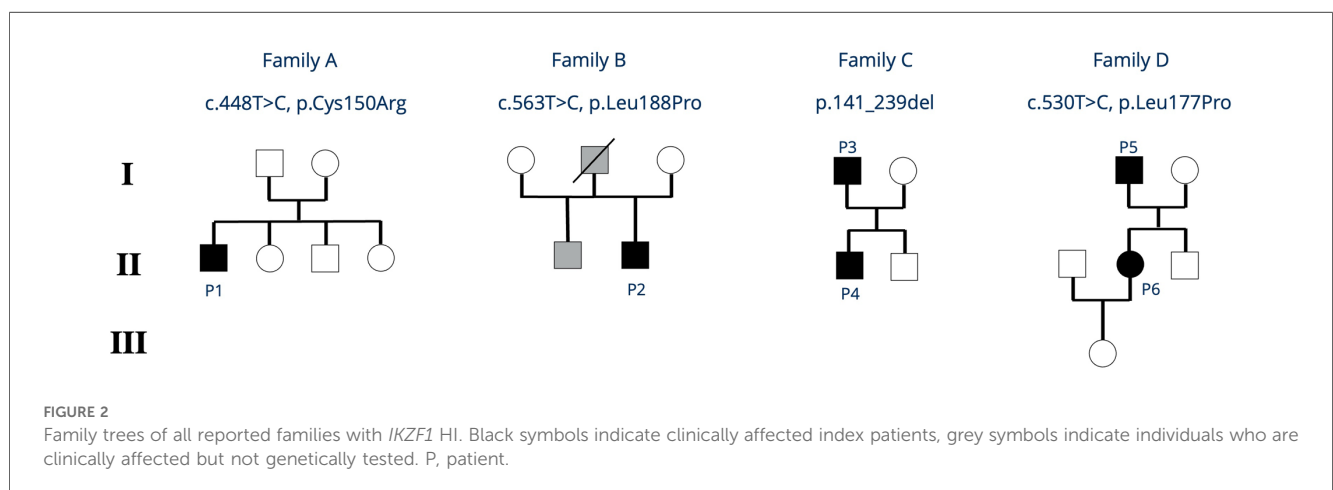 Family A Family B Family C Family D
c.448T>C, p.Cys150Arg c.563T>C, p.Leu188Pro p.141_239del c.530T>C, p.Leu177Pro
P3 P5
I
II
P1 P2 P4 P6
III
FIGURE 2
Family trees of all reported families with IKZF1 HI. Black symbols indicate clinically affected index patients, grey symbols indicate individuals who are
clinically affected but not genetically tested. P, patient.